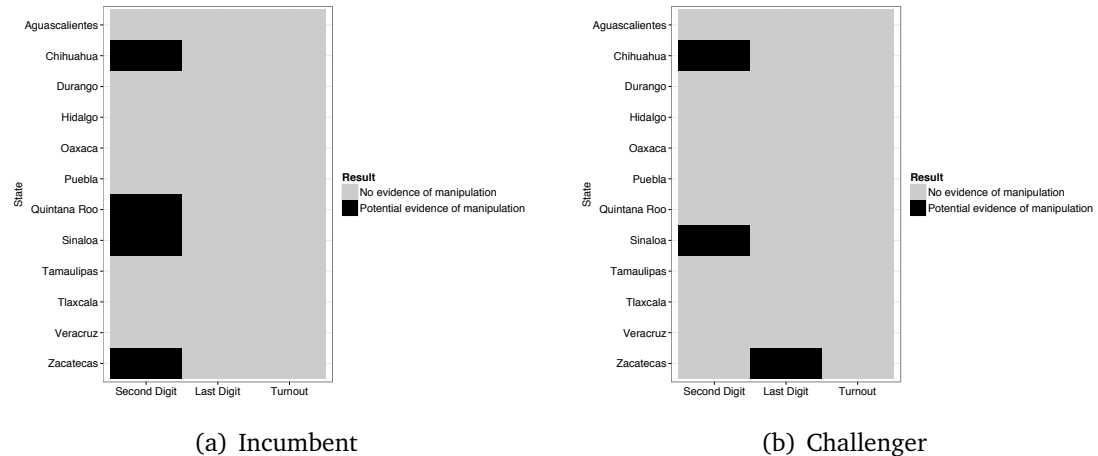 Aguascalientes
Chihuahua
Durango
Hidalgo
Oaxaca
Puebla
Quintana Roo
Sinaloa
Tamaulipas
Tlaxcala
Veracruz
Zacatecas
State
Second Digit Last Digit Turnout
Result
No evidence of manipulation
Potential evidence of manipulation
(a) Incumbent
Aguascalientes
Chihuahua
Durango
Hidalgo
Oaxaca
Puebla
Quintana Roo
Sinaloa
Tamaulipas
Tlaxcala
Veracruz
Zacatecas
State
Second Digit Last Digit Turnout
Result
No evidence of manipulation
Potential evidence of manipulation
(b) Challenger